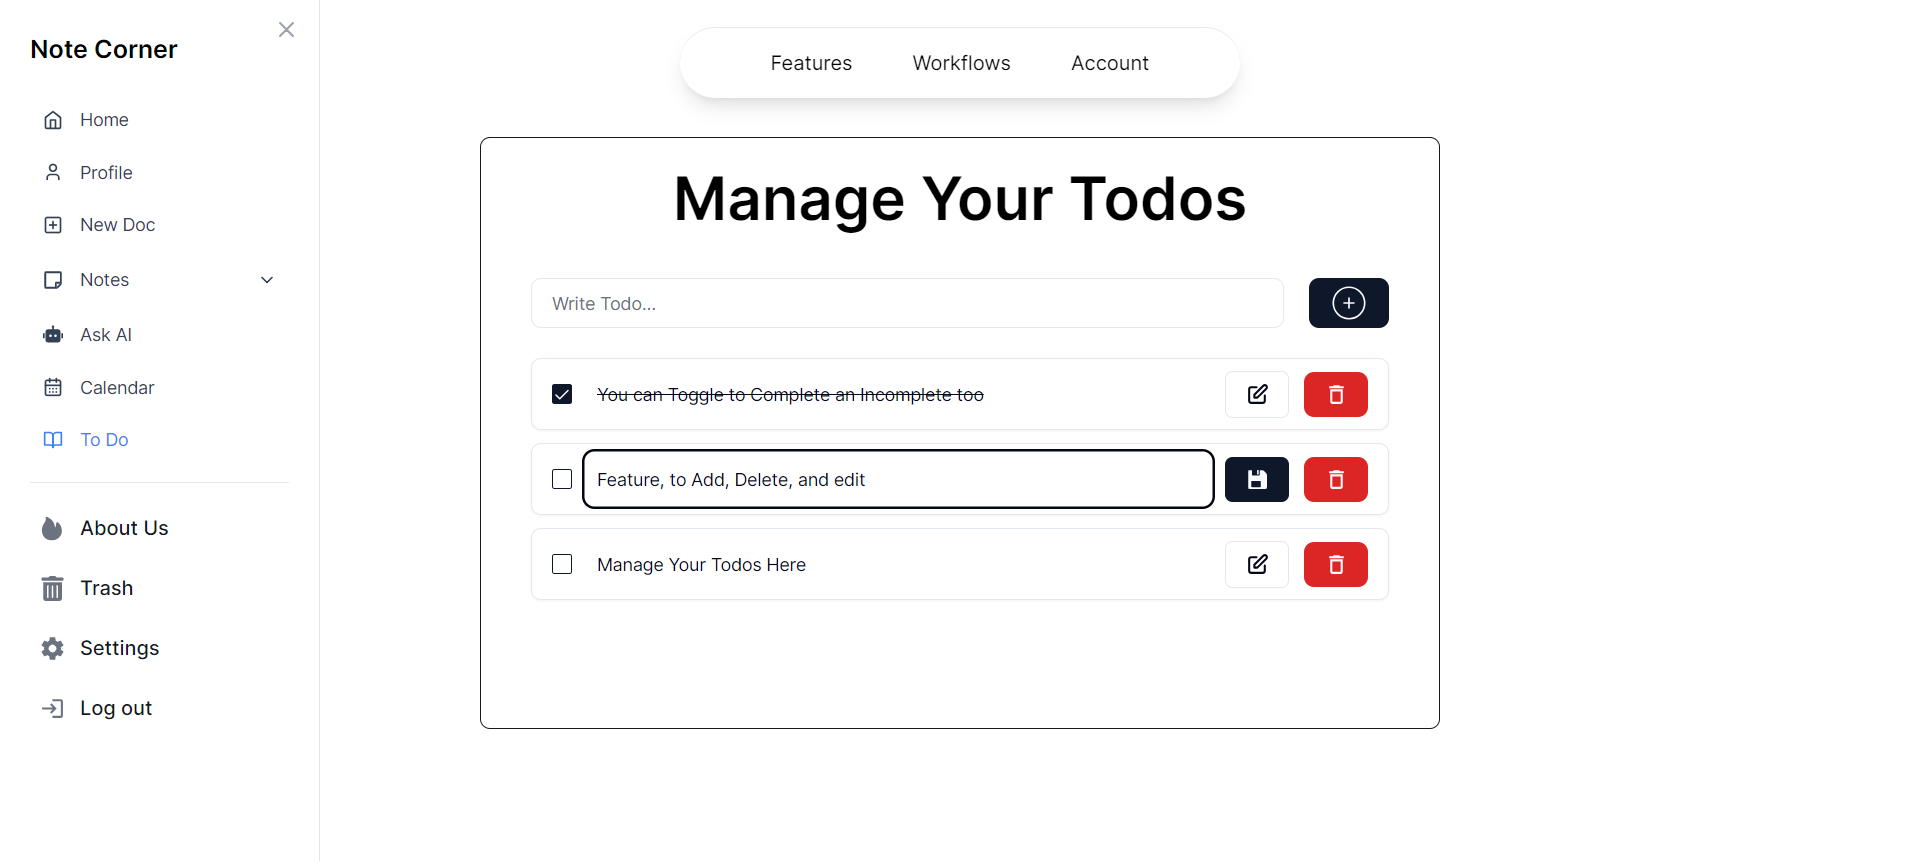 Note Corner
Home
Profile
New Doc
Notes
Ask AI
Calendar
To Do
About Us
Trash
Settings
Log out
Features Workflows Account
Manage Your Todos
Write Todo...
You can Toggle to Complete an Incomplete too
Feature, to Add, Delete, and edit
Manage Your Todos Here